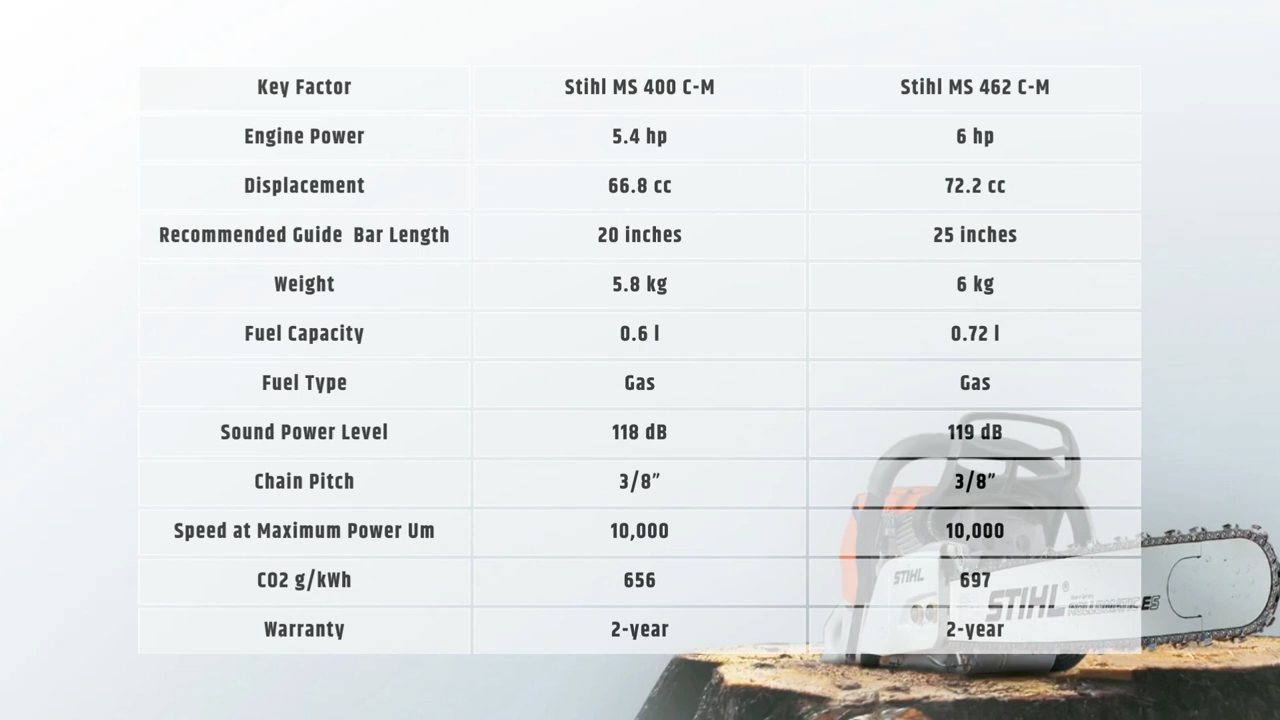 Key Factor Stihl MS 400 C-M Stihl MS 462 C-M
Engine Power 5.4 hp 6 hp
Displacement 66.8 cc 72.2 cc
Recommended Guide Bar Length 20 inches 25 inches
Weight 5.8 kg 6 kg
Fuel Capacity 0.6 l 0.72 l
Fuel Type Gas Gas
Sound Power Level 118 dB 119 dB
Chain Pitch 3/8” 3/8”
Speed at Maximum Power Um 10,000 10,000
CO2 g/kWh 656 697
Warranty 2-year 2-year
STIHL
STIHL®